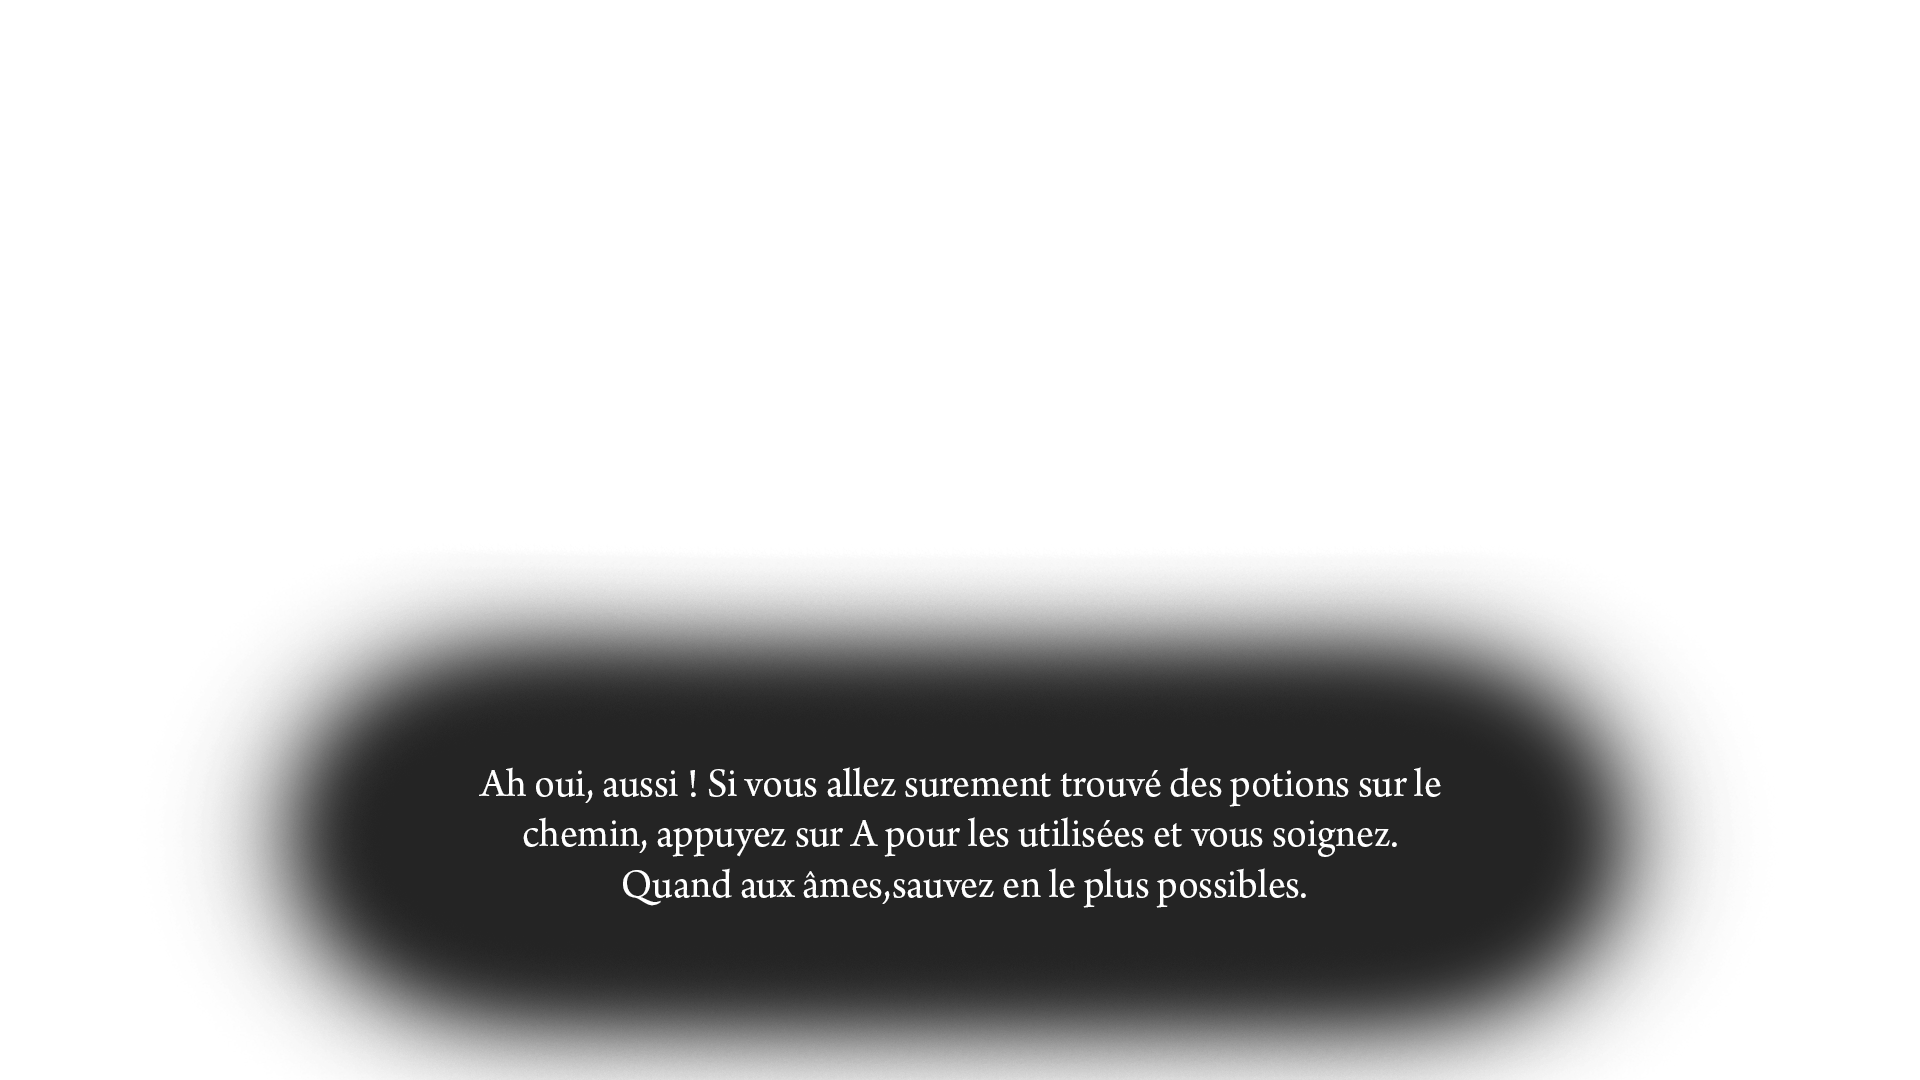 Ah oui, aussi ! Si vous allez surement trouvé des potions sur le
chemin, appuyez sur A pour les utilisées et vous soignez.
Quand aux âmes,sauvez en le plus possibles.